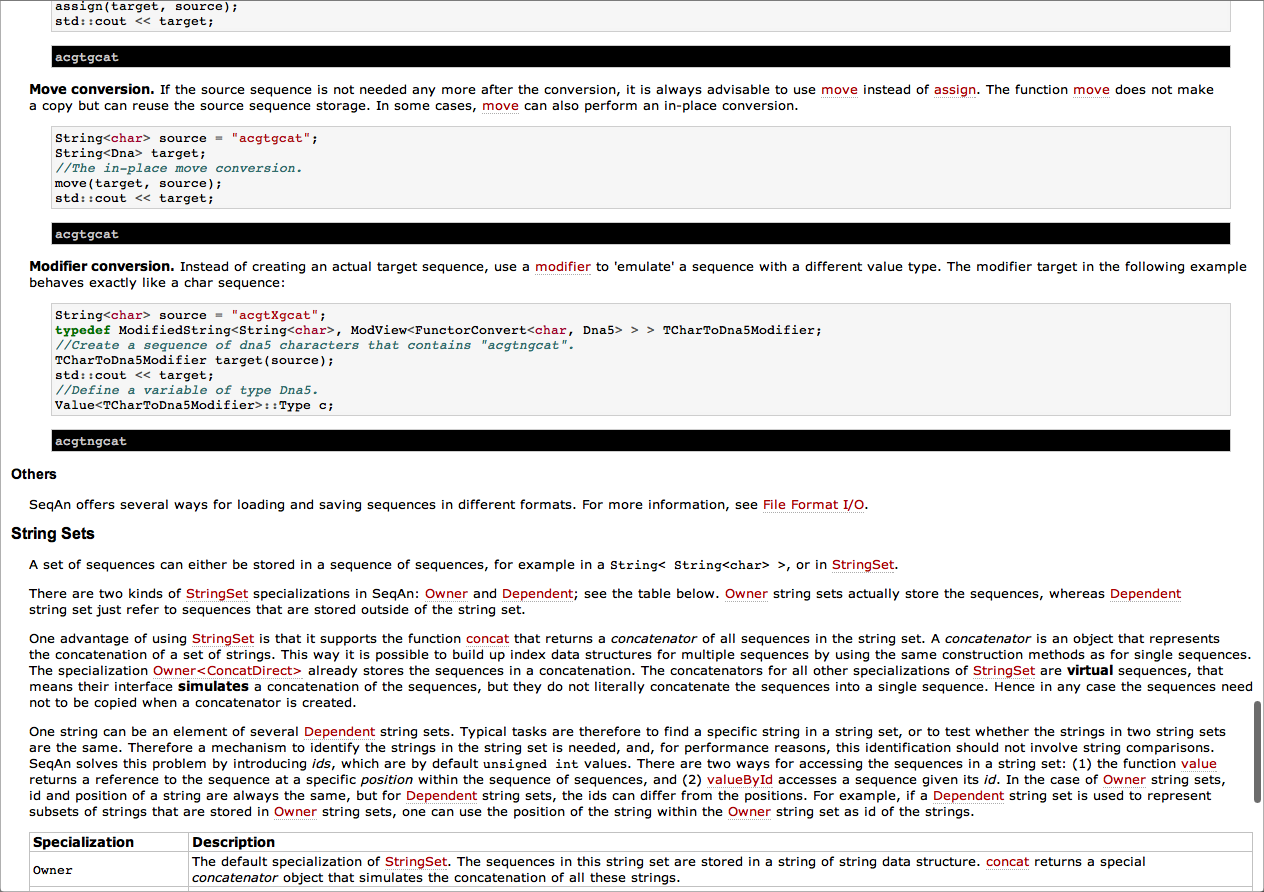 assign(target, source);
std::cout << target;
acgtgcat
Move conversion. If the source sequence is not needed any more after the conversion, it is always advisable to use move instead of assign. The function move does not make
a copy but can reuse the source sequence storage. In some cases, move can also perform an in-place conversion.
String<char> source = "acgtgcat";
String<Dna> target;
//The in-place move conversion.
move(target, source);
std::cout << target;
acgtgcat
Modifier conversion. Instead of creating an actual target sequence, use a modifier to 'emulate' a sequence with a different value type. The modifier target in the following example
behaves exactly like a char sequence:
String<char> source = "acgtXgcat";
typedef ModifiedString<String<char>, ModView<FunctorConvert<char, Dna5> > > TCharToDna5Modifier;
//Create a sequence of dna5 characters that contains "acgtngcat".
TCharToDna5Modifier target(source);
std::cout << target;
//Define a variable of type Dna5.
Value<TCharToDna5Modifier>::Type c;
acgtngcat
Others
SeqAn offers several ways for loading and saving sequences in different formats. For more information, see File Format I/O.
String Sets
A set of sequences can either be stored in a sequence of sequences, for example in a String< String<char> >, or in StringSet.
There are two kinds of StringSet specializations in SeqAn: Owner and Dependent; see the table below. Owner string sets actually store the sequences, whereas Dependent
string set just refer to sequences that are stored outside of the string set.
One advantage of using StringSet is that it supports the function concat that returns a concatenator of all sequences in the string set. A concatenator is an object that represents
the concatenation of a set of strings. This way it is possible to build up index data structures for multiple sequences by using the same construction methods as for single sequences.
The specialization Owner<ConcatDirect> already stores the sequences in a concatenation. The concatenators for all other specializations of StringSet are virtual sequences, that
means their interface simulates a concatenation of the sequences, but they do not literally concatenate the sequences into a single sequence. Hence in any case the sequences need
not to be copied when a concatenator is created.
One string can be an element of several Dependent string sets. Typical tasks are therefore to find a specific string in a string set, or to test whether the strings in two string sets
are the same. Therefore a mechanism to identify the strings in the string set is needed, and, for performance reasons, this identification should not involve string comparisons.
SeqAn solves this problem by introducing ids, which are by default unsigned int values. There are two ways for accessing the sequences in a string set: (1) the function value
returns a reference to the sequence at a specific position within the sequence of sequences, and (2) valueById accesses a sequence given its id. In the case of Owner string sets,
id and position of a string are always the same, but for Dependent string sets, the ids can differ from the positions. For example, if a Dependent string set is used to represent
subsets of strings that are stored in Owner string sets, one can use the position of the string within the Owner string set as id of the strings.
Specialization Description
Owner The default specialization of StringSet. The sequences in this string set are stored in a string of string data structure. concat returns a special
concatenator object that simulates the concatenation of all these strings.